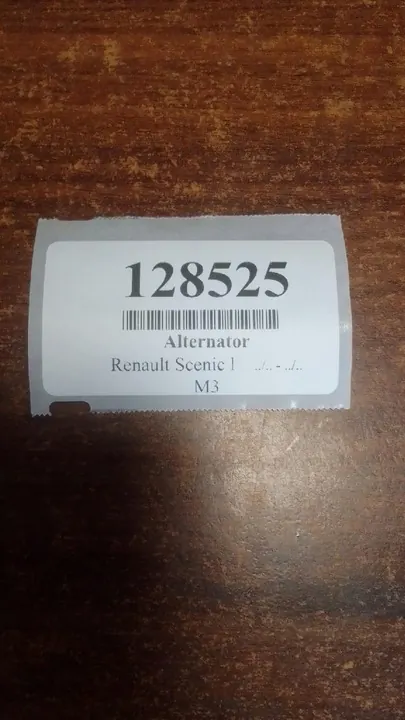 128525
Alternator
Renault Scenic I ../.. - ../..
M3